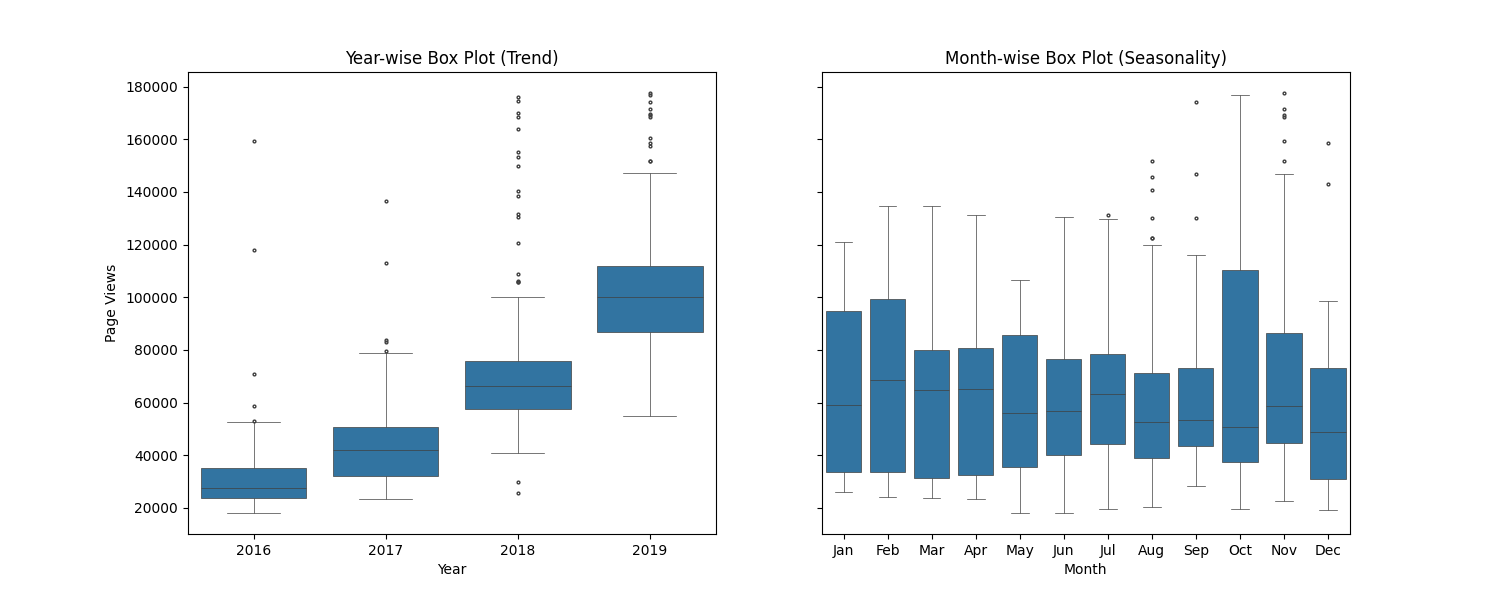 Year-wise Box Plot (Trend)
Page Views
180000
160000
140000
120000
100000
80000
60000
40000
20000
2016 2017 2018 2019
Year
Month-wise Box Plot (Seasonality)
Jan Feb Mar Apr May Jun Jul Aug Sep Oct Nov Dec
Month